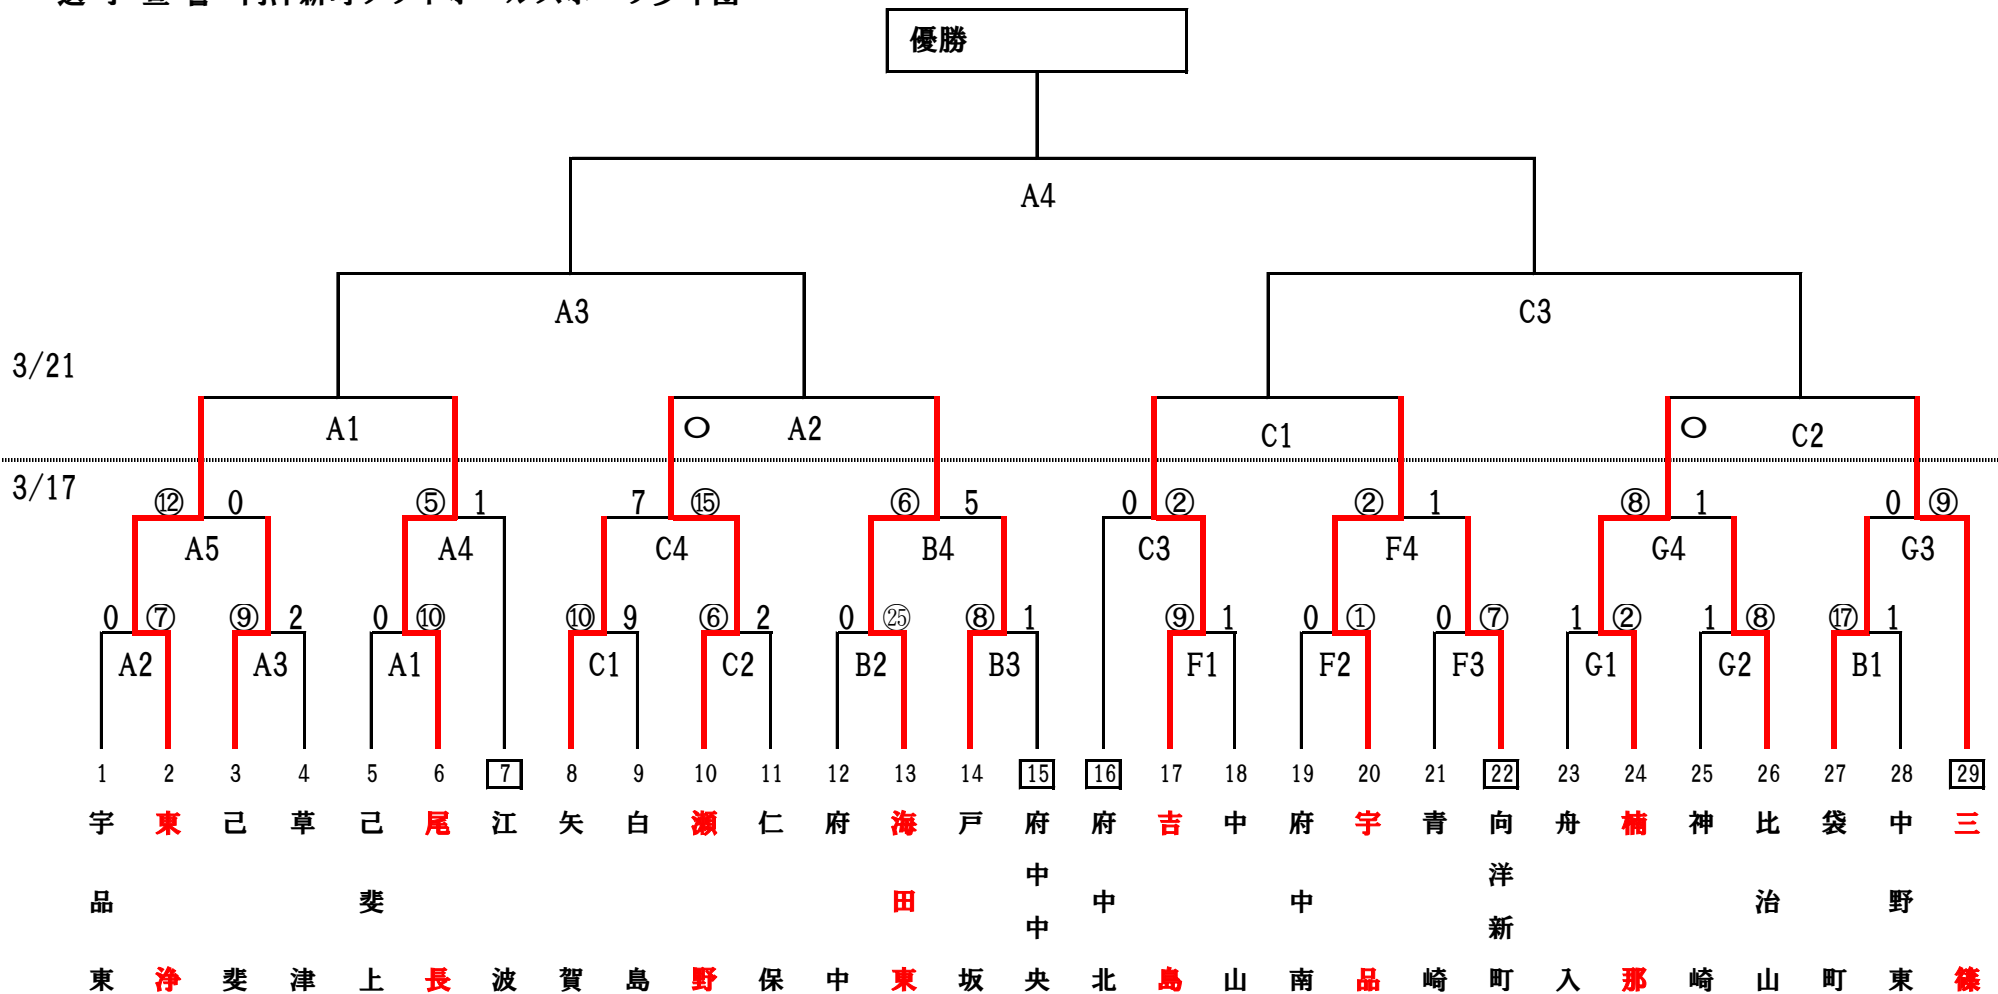 優勝
A4
A3 C3
3/21
A1 〇 A2 C1 〇 C2
3/17
⑫ 0 ⑤ 1 7 ⑮ ⑥ 5 0 ② ② 1 ⑧ 1 0 ⑨
A5 A4 C4 B4 C3 F4 G4 G3
0 ⑦ ⑨ 2 0 ⑩ ⑩ 9 ⑥ 2 0 ㉕ ⑧ 1 ⑨ 1 0 ① 0 ⑦ 1 ② 1 ⑧ ⑰ 1
A2 A3 A1 C1 C2 B2 B3 F1 F2 F3 G1 G2 B1
1 2 3 4 5 6 7 8 9 10 11 12 13 14 15 16 17 18 19 20 21 22 23 24 25 26 27 28 29
宇品東
東浄
己斐
草津
己斐上
尾長
江波
矢賀
白島
瀬野
仁保
府中
海田東
戸坂
府中中央
府中北
吉島
中山
府中南
宇品
青崎
向洋新町
舟入
楠那
神崎
比治山
袋町
中野東
三篠